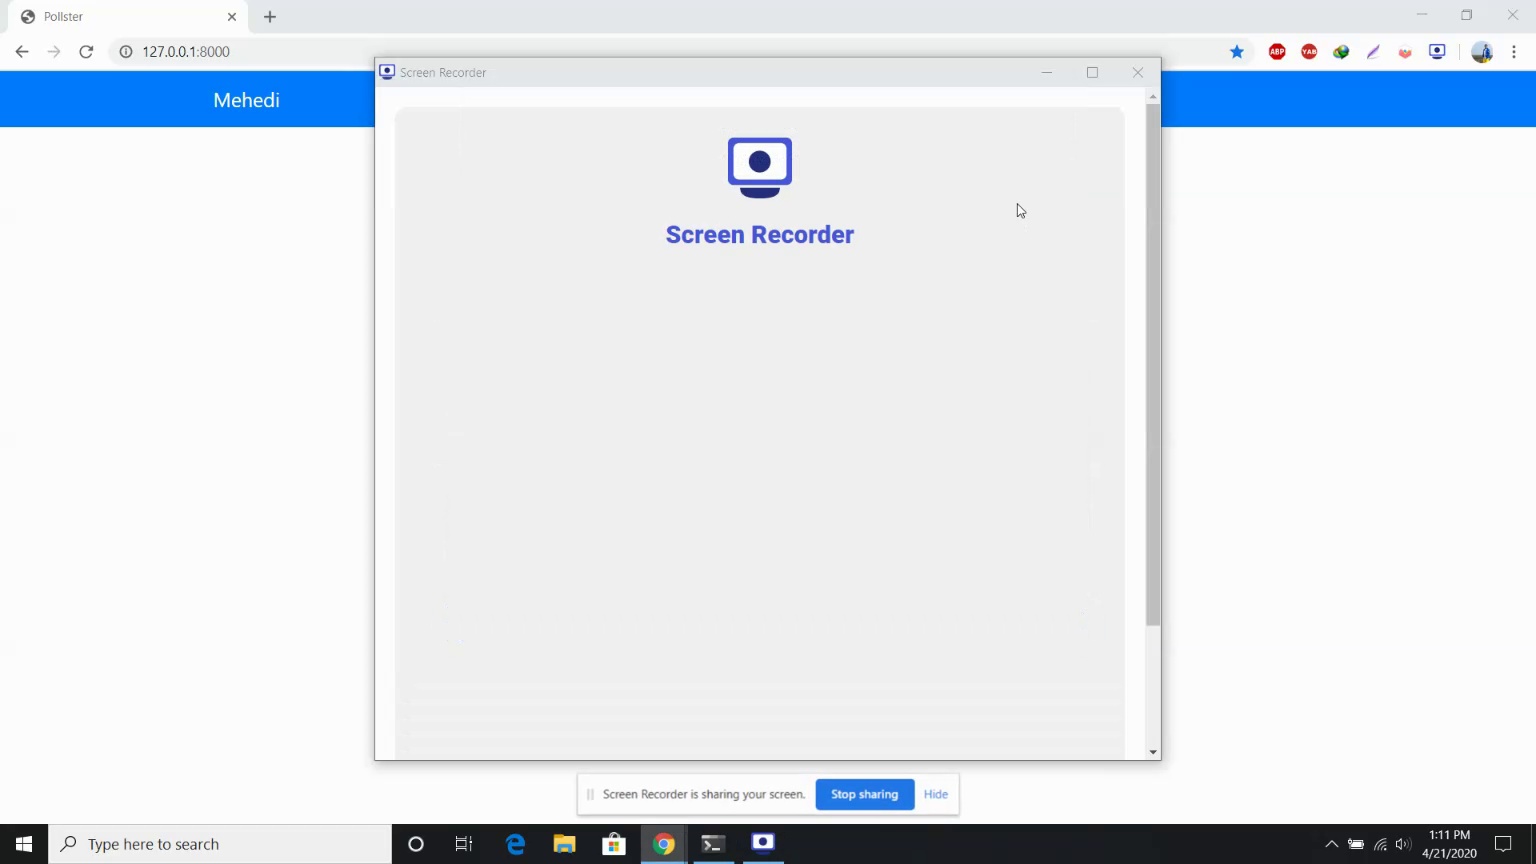 Pollster
127.0.0.1:8000
ABP
YAB
Screen Recorder
Mehedi
Screen Recorder
Screen Recorder is sharing your screen.
Stop sharing
Hide
Type here to search
1:11 PM
4/21/2020